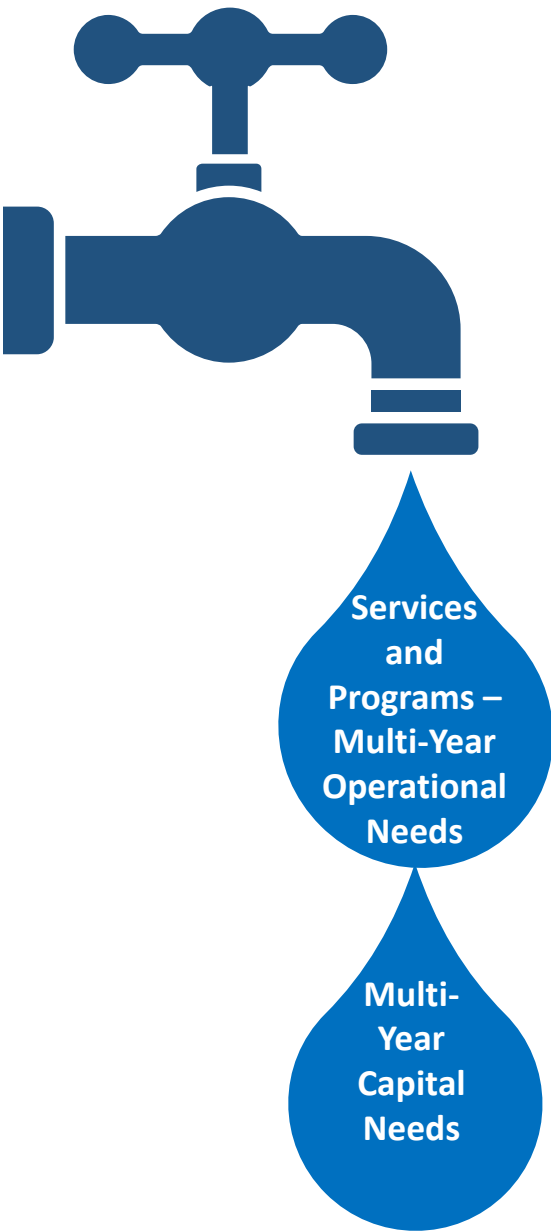 Services
and
Programs –
Multi-Year
Operational
Needs
Multi-
Year
Capital
Needs